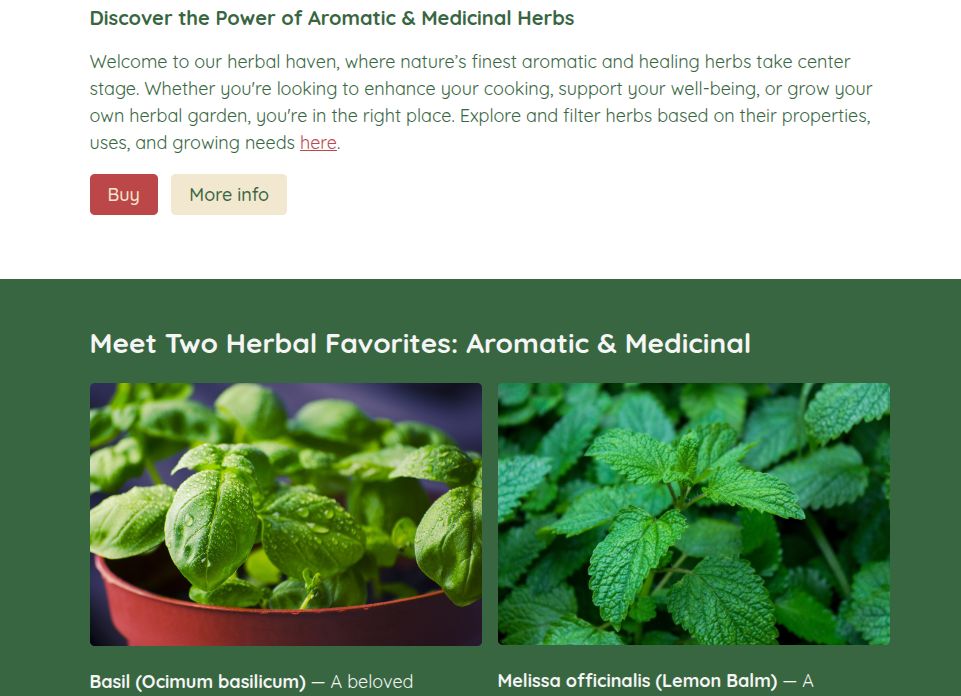 Discover the Power of Aromatic & Medicinal Herbs
Welcome to our herbal haven, where nature’s finest aromatic and healing herbs take center
stage. Whether you're looking to enhance your cooking, support your well-being, or grow your
own herbal garden, you're in the right place. Explore and filter herbs based on their properties,
uses, and growing needs here.
Buy More info
Meet Two Herbal Favorites: Aromatic & Medicinal
Basil (Ocimum basilicum) — A beloved
Melissa officinalis (Lemon Balm) — A